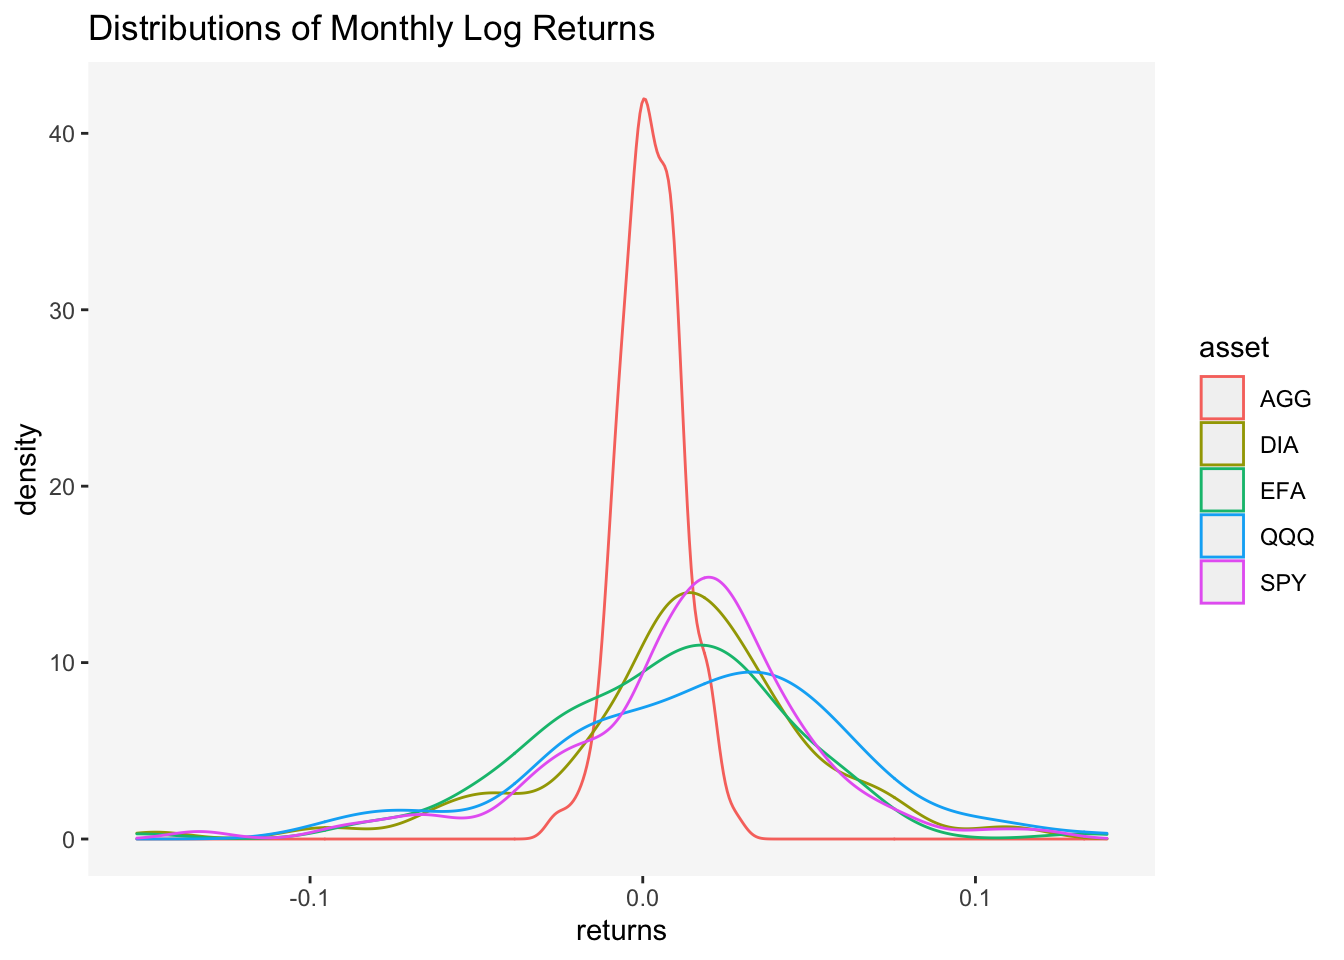 Distributions of Monthly Log Returns
40
30
20
10
0
density
-0.1 0.0 0.1
returns
asset
AGG
DIA
EFA
QQQ
SPY